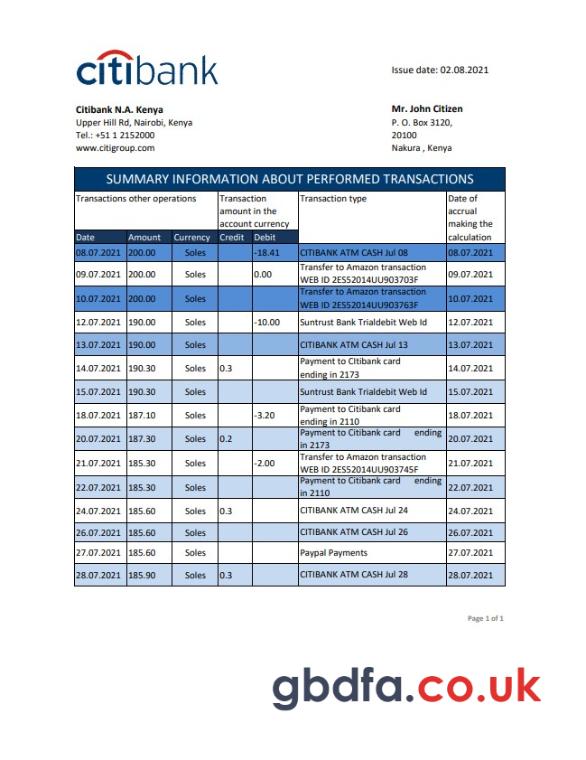 citibank
Issue date: 02.08.2021
Citibank N.A. Kenya
Upper Hill Rd, Nairobi, Kenya
Tel.: +51 1 2152000
www.citigroup.com
Mr. John Citizen
P. O. Box 3120,
20100
Nakura , Kenya
SUMMARY INFORMATION ABOUT PERFORMED TRANSACTIONS
Transactions other operations
Transaction
amount in the
account currency
Transaction type
Date of
accrual
making the
calculation
Date Amount Currency Credit Debit
08.07.2021 200.00 Soles -18.41 CITIBANK ATM CASH Jul 08 08.07.2021
09.07.2021 200.00 Soles 0.00 Transfer to Amazon transaction
WEB ID 2ES52014UU903703F 09.07.2021
10.07.2021 200.00 Soles Transfer to Amazon transaction
WEB ID 2ES52014UU903763F 10.07.2021
12.07.2021 190.00 Soles -10.00 Suntrust Bank Trialdebit Web Id 12.07.2021
13.07.2021 190.00 Soles CITIBANK ATM CASH Jul 13 13.07.2021
14.07.2021 190.30 Soles 0.3 Payment to CItibank card
ending in 2173 14.07.2021
15.07.2021 190.30 Soles Suntrust Bank Trialdebit Web Id 15.07.2021
18.07.2021 187.10 Soles -3.20 Payment to Citibank card
ending in 2110 18.07.2021
20.07.2021 187.30 Soles 0.2 Payment to Citibank card ending
in 2173 20.07.2021
21.07.2021 185.30 Soles -2.00 Transfer to Amazon transaction
WEB ID 2ES52014UU903745F 21.07.2021
22.07.2021 185.30 Soles Payment to Citibank card ending
in 2110 22.07.2021
24.07.2021 185.60 Soles 0.3 CITIBANK ATM CASH Jul 24 24.07.2021
26.07.2021 185.60 Soles CITIBANK ATM CASH Jul 26 26.07.2021
27.07.2021 185.60 Soles Paypal Payments 27.07.2021
28.07.2021 185.90 Soles 0.3 CITIBANK ATM CASH Jul 28 28.07.2021
Page 1 of 1
gbdfa.co.uk